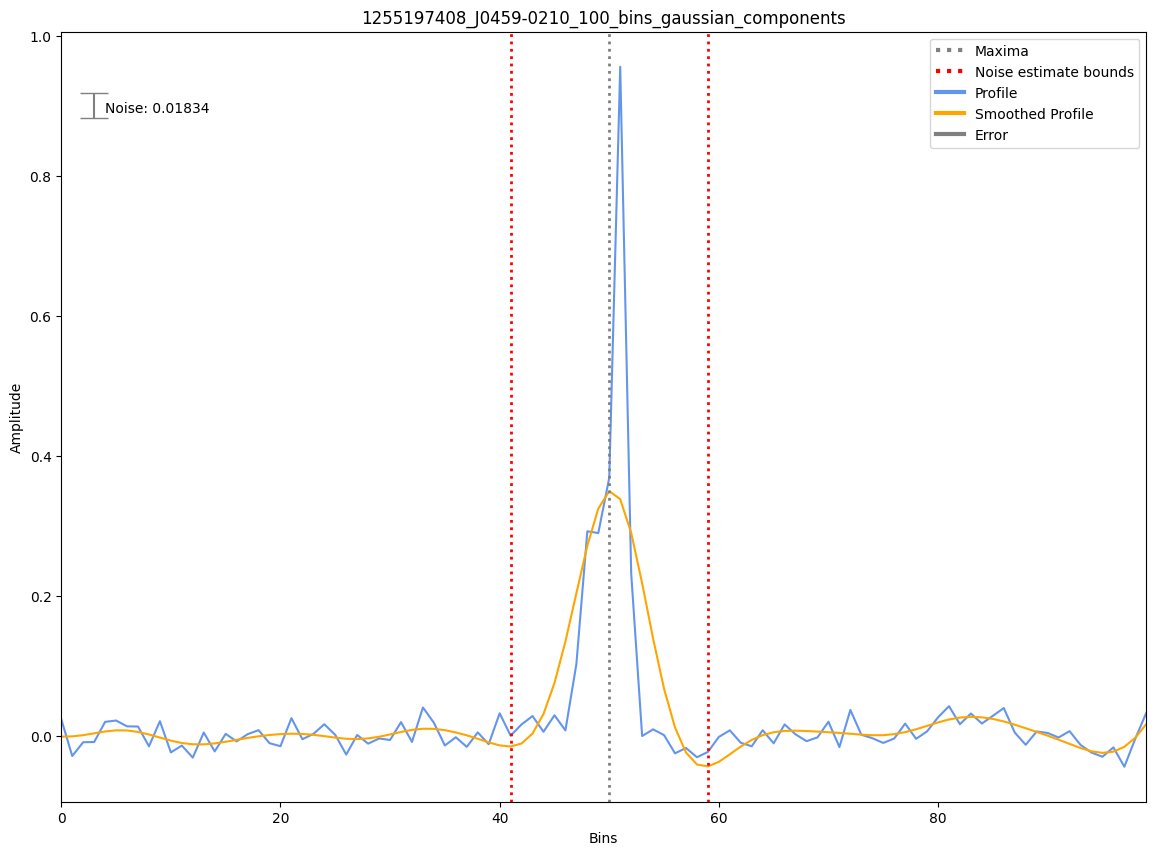 1255197408_J0459-0210_100_bins_gaussian_components
Maxima
Noise estimate bounds
Profile
Smoothed Profile
Error
Noise: 0.01834
1.0
0.8
0.6
0.4
0.2
0.0
Amplitude
0 20 40 60 80
Bins